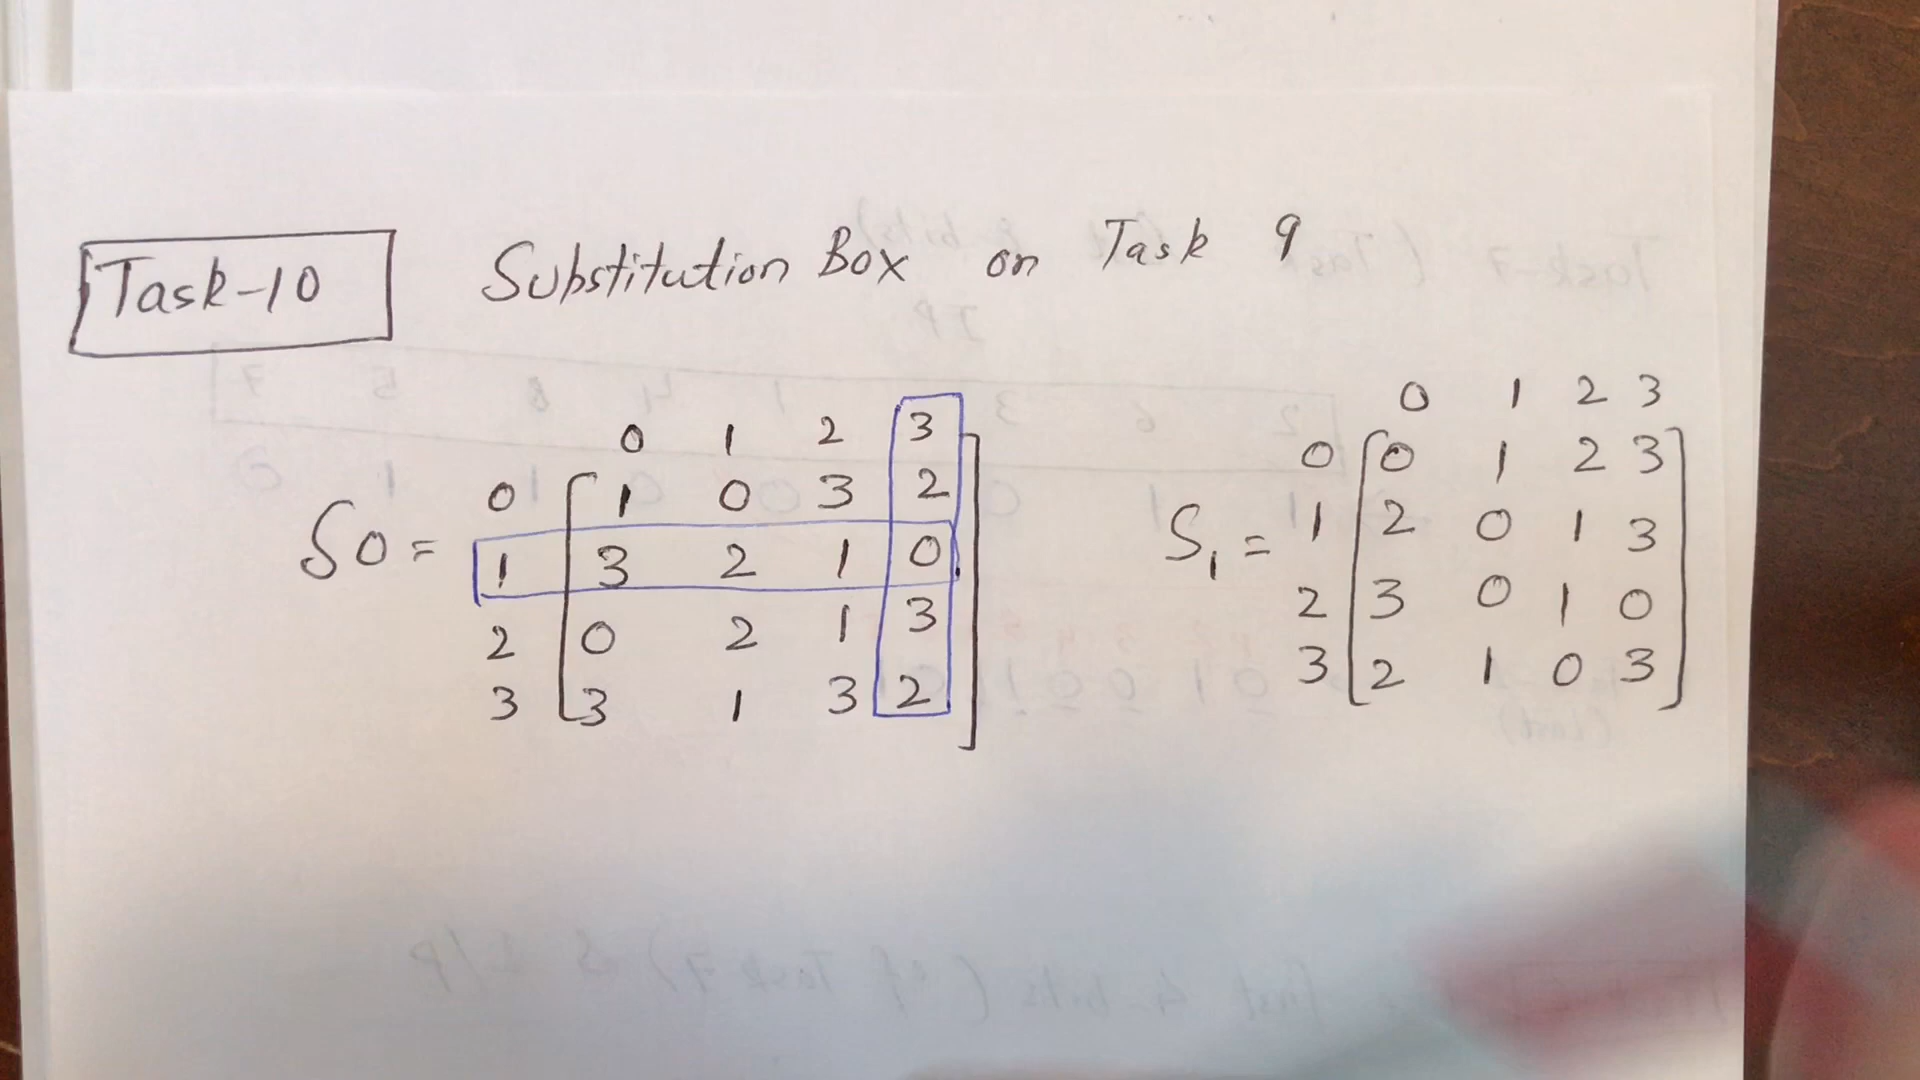 Task-10 Substitution Box on Task 9
0 1 2 3
0 1 0 3 2
S0 = 1 3 2 1 0
2 0 2 1 3
3 3 1 3 2
0 1 2 3
0 0 1 2 3
S1 = 1 2 0 1 3
2 3 0 1 0
3 2 1 0 3